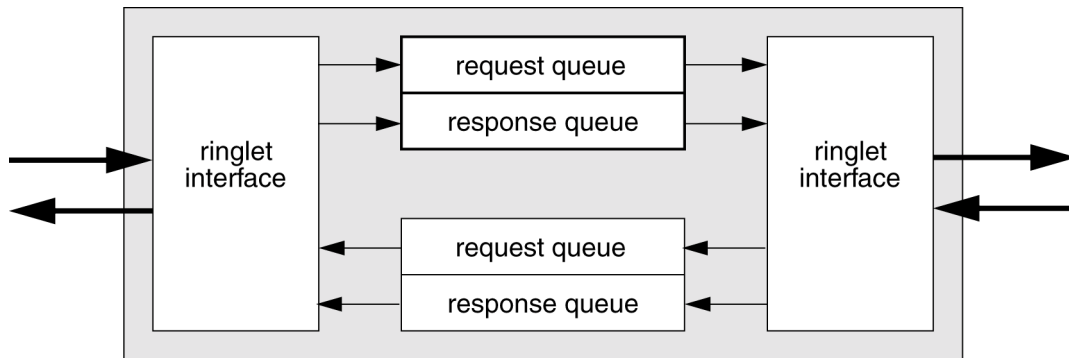 request queue
response queue
ringlet
interface
ringlet
interface
request queue
response queue